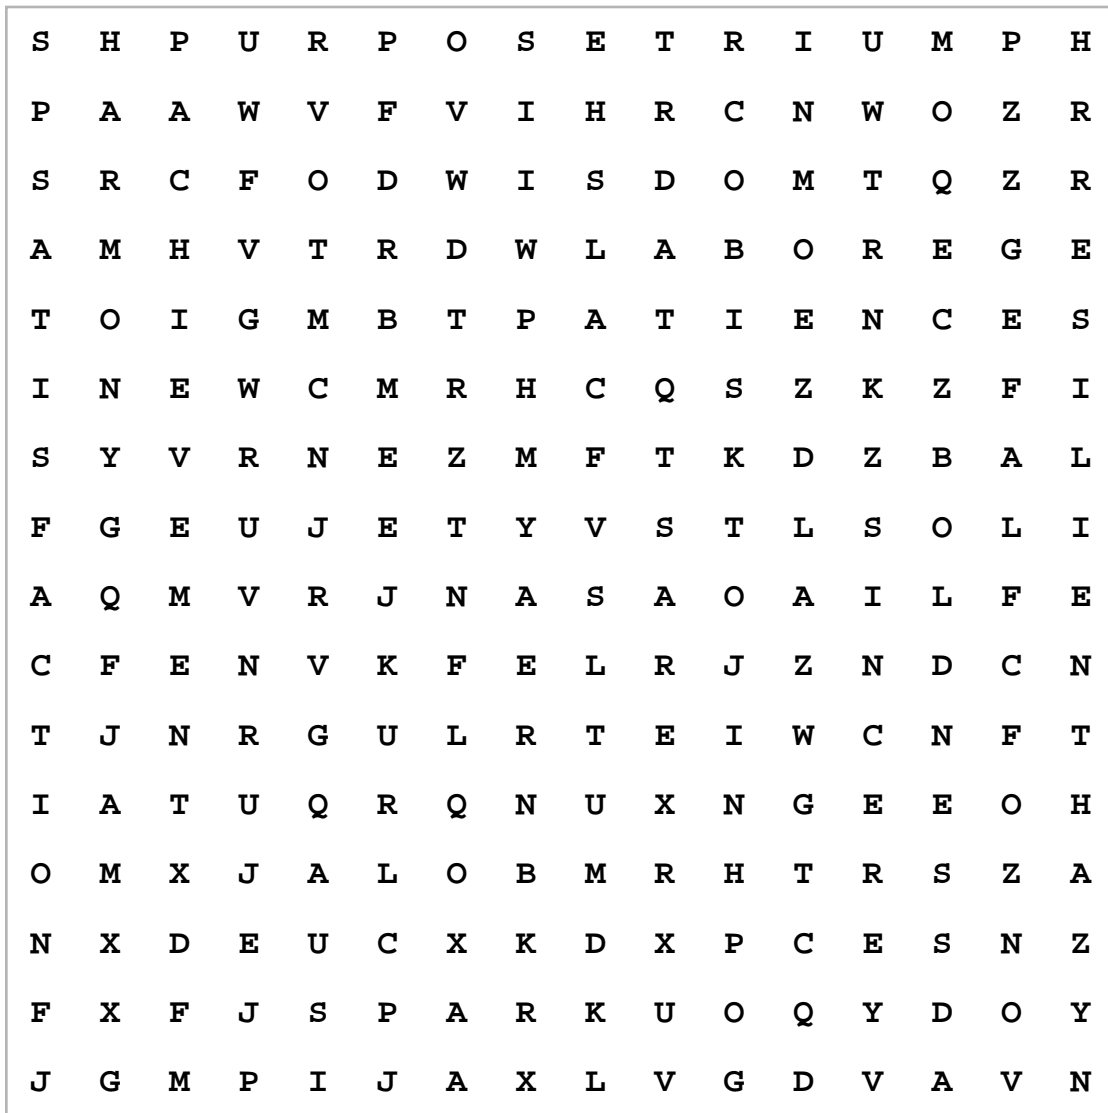 S H P U R P O S E T R I U M P H
P A A W V F V I H R C N W O Z R
S R C F O D W I S D O M T Q Z R
A M H V T R D W L A B O R E G E
T O I G M B T P A T I E N C E S
I N E W C M R H C Q S Z K Z F I
S Y V R N E Z M F T K D Z B A L
F G E U J E T Y V S T L S O L I
A Q M V R J N A S A O A I L F E
C F E N V K F E L R J Z N D C N
T J N R G U L R T E I W C N F T
I A T U Q R Q N U X N G E E O H
O M X J A L O B M R H T R S Z A
N X D E U C X K D X P C E S N Z
F X F J S P A R K U O Q Y D O Y
J G M P I J A X L V G D V A V N